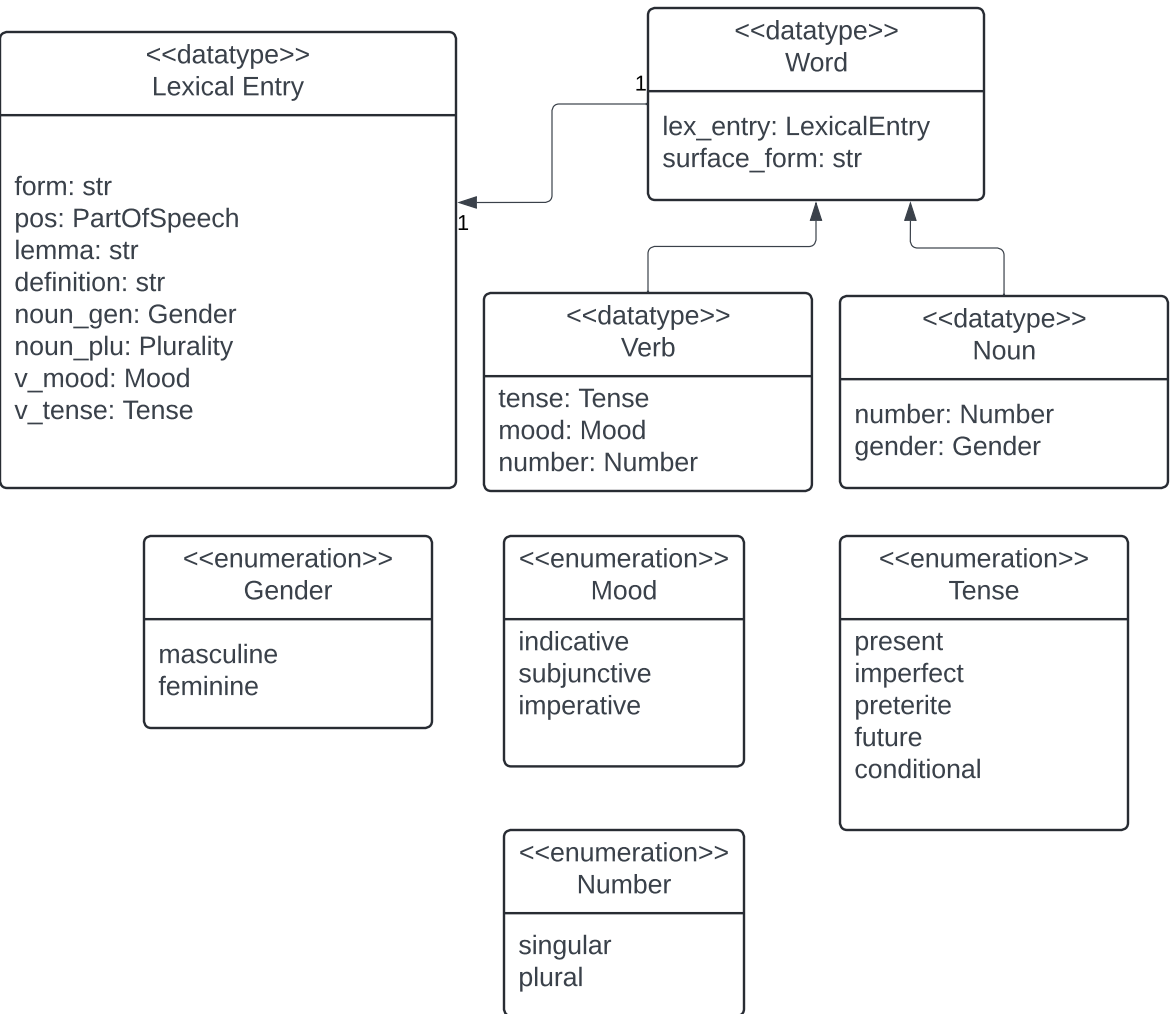 <<datatype>>
Lexical Entry
form: str
pos: PartOfSpeech
lemma: str
definition: str
noun_gen: Gender
noun_plu: Plurality
v_mood: Mood
v_tense: Tense
1
1
<<datatype>>
Word
lex_entry: LexicalEntry
surface_form: str
<<datatype>>
Verb
tense: Tense
mood: Mood
number: Number
<<datatype>>
Noun
number: Number
gender: Gender
<<enumeration>>
Gender
masculine
feminine
<<enumeration>>
Mood
indicative
subjunctive
imperative
<<enumeration>>
Tense
present
imperfect
preterite
future
conditional
<<enumeration>>
Number
singular
plural